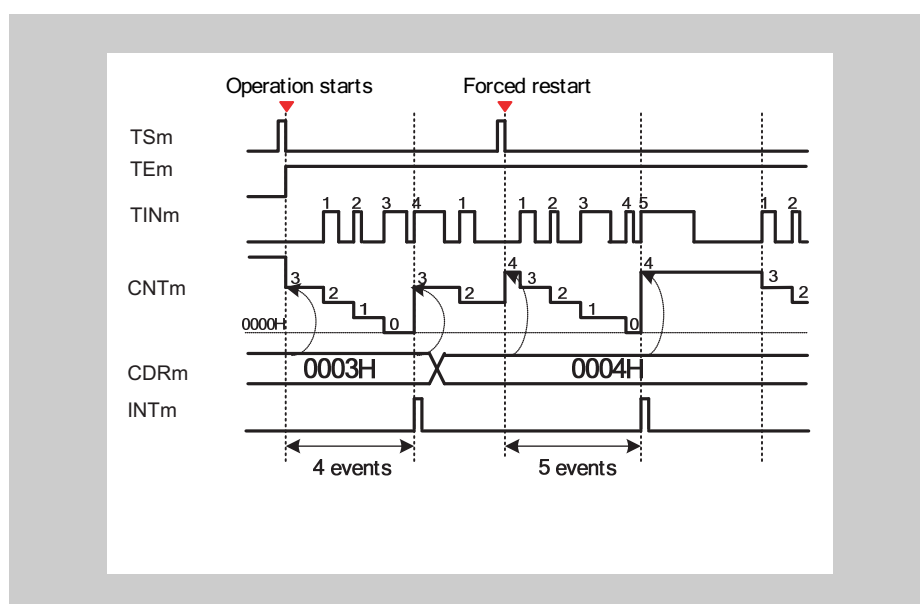 Operation starts Forced restart
TSm
TEm
TINm 1 2 3 4 1 1 2 3 4 5 1 2
CNTm 3 2 1 0 3 2 4 3 2 1 0 4 3 2
0000H
CDRm 0003H 0004H
INTm
4 events 5 events